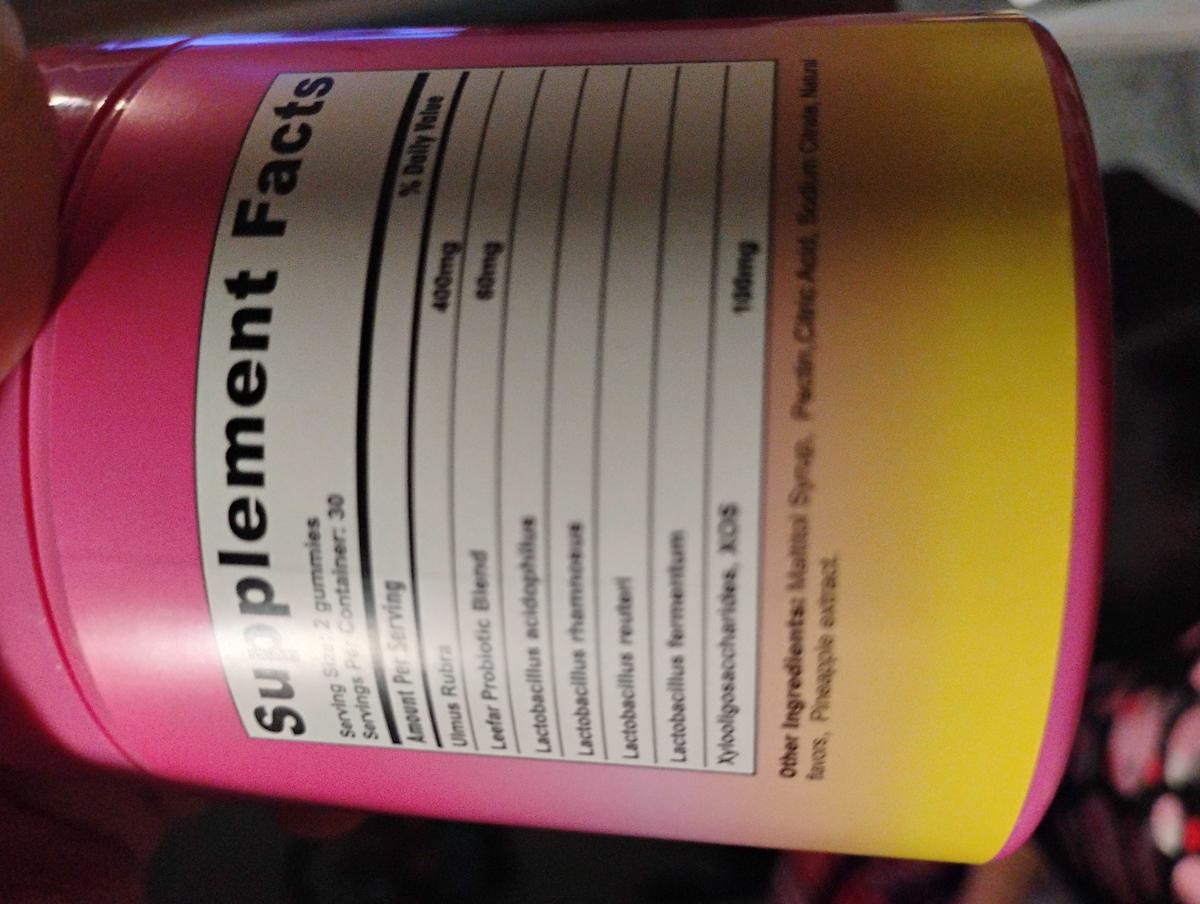 Supplement Facts
Serving Size: 2 gummies
Servings Per Container: 30
Amount Per Serving % Daily Value
Ulmus Rubra 400mg
Leefar Probiotic Blend 60mg
Lactobacillus acidophillus
Lactobacillus rhamnosus
Lactobacillus reuteri
Lactobacillus fermentum
Xylooligosaccharides, XOS 100mg
Other Ingredients: Maltitol Syrup, Pectin,Citric Acid, Sodium Citrate, Natural
flavors, Pineapple extract.